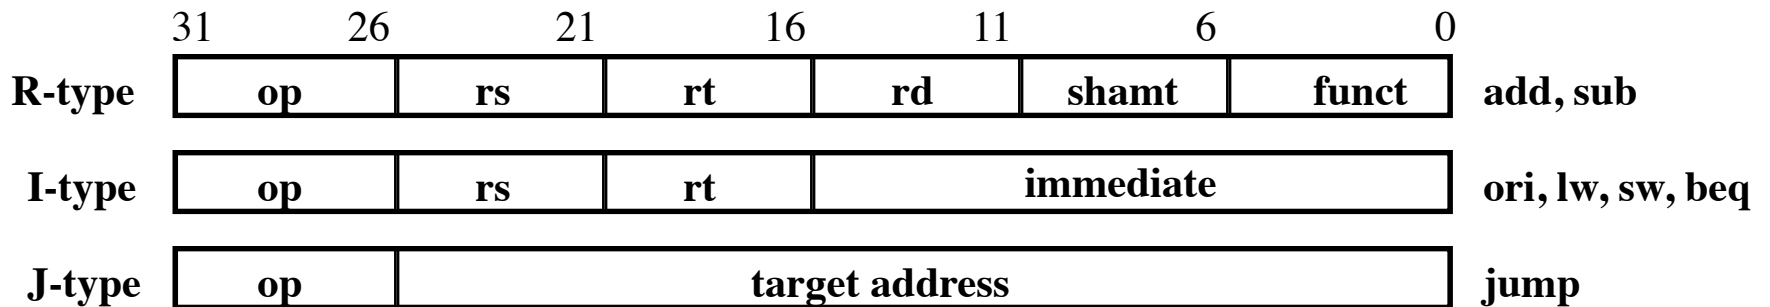 31 26 21 16 11 6 0
R-type op rs rt rd shamt funct add, sub
I-type op rs rt immediate ori, lw, sw, beq
J-type op target address jump